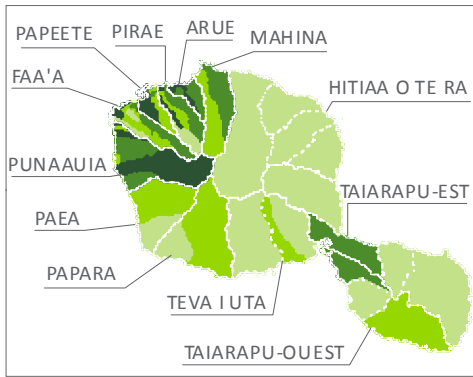 PAPEETE
PIRAE
ARUE
MAHINA
FAA'A
HITIAA O TE RA
PUNAAUIA
TAIARAPU-EST
PAEA
PAPARA
TEVA I UTA
TAIARAPU-OUEST